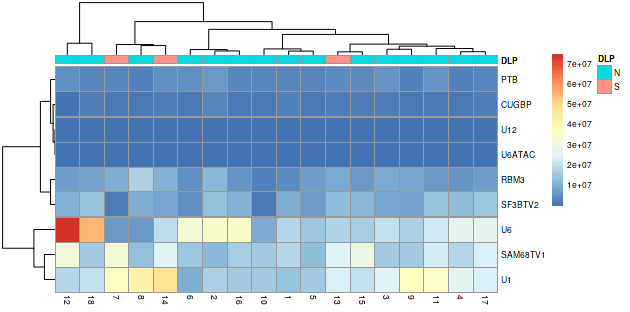 DLP
DLP
N
S
7e+07
6e+07
5e+07
4e+07
3e+07
2e+07
1e+07
PTB
CUGBP
U12
U6ATAC
RBM3
SF3BTV2
U6
SAM68TV1
U1
12 18 7 8 14 6 2 16 10 1 5 13 15 3 9 11 4 17